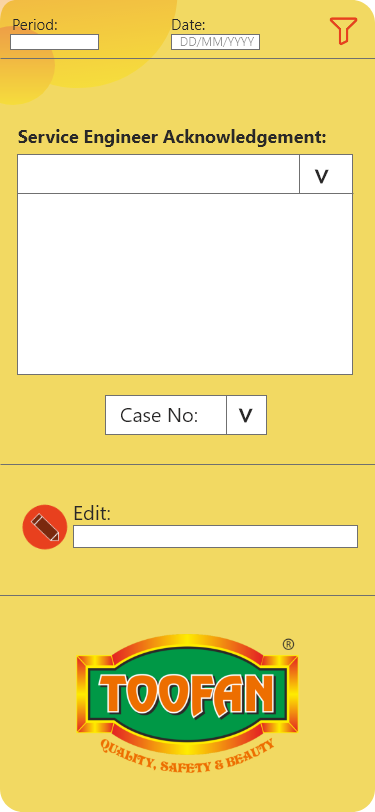 Period:
Date:
DD/MM/YYYY
Service Engineer Acknowledgement:
V
Case No: V
Edit:
®
TOOFAN
QUALITY, SAFETY & BEAUTY